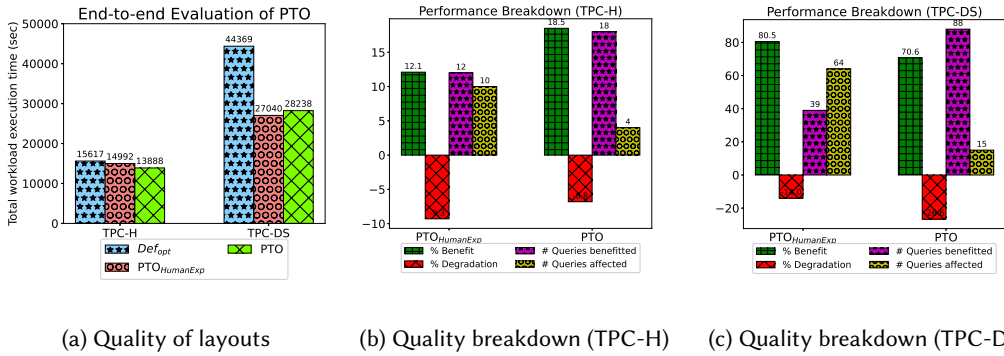 End-to-end Evaluation of PTO
Total workload execution time (sec)
50000
40000
30000
20000
10000
0
15617 14992 13888
44369
27040 28238
TPC-H TPC-DS
Def_opt PTO
PTO_HumanExp
(a) Quality of layouts
Performance Breakdown (TPC-H)
15
10
5
0
−5
−10
12.1 12 10
18.5 18 4
PTO_HumanExp PTO
% Benefit # Queries benefitted
% Degradation # Queries affected
(b) Quality breakdown (TPC-H)
Performance Breakdown (TPC-DS)
80
60
40
20
0
−20
80.5 39 64
70.6 88 15
PTO_HumanExp PTO
% Benefit # Queries benefitted
% Degradation # Queries affected
(c) Quality breakdown (TPC-D